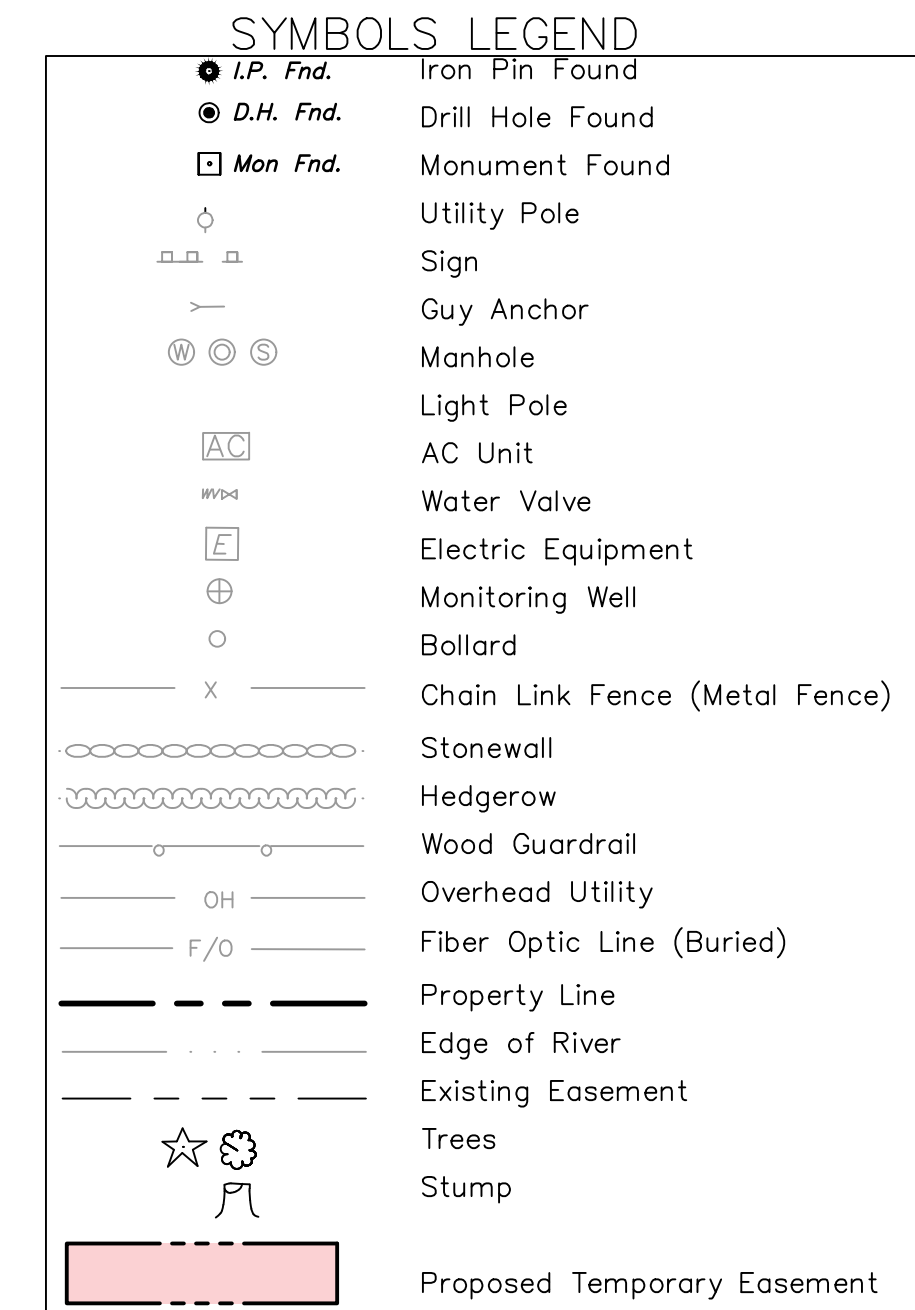 SYMBOLS LEGEND
I.P. Fnd. Iron Pin Found
D.H. Fnd. Drill Hole Found
Mon Fnd. Monument Found
Utility Pole
Sign
Guy Anchor
W S Manhole
Light Pole
AC AC Unit
WV Water Valve
E Electric Equipment
Monitoring Well
Bollard
X Chain Link Fence (Metal Fence)
Stonewall
Hedgerow
Wood Guardrail
OH Overhead Utility
F/O Fiber Optic Line (Buried)
Property Line
Edge of River
Existing Easement
Trees
Stump
Proposed Temporary Easement